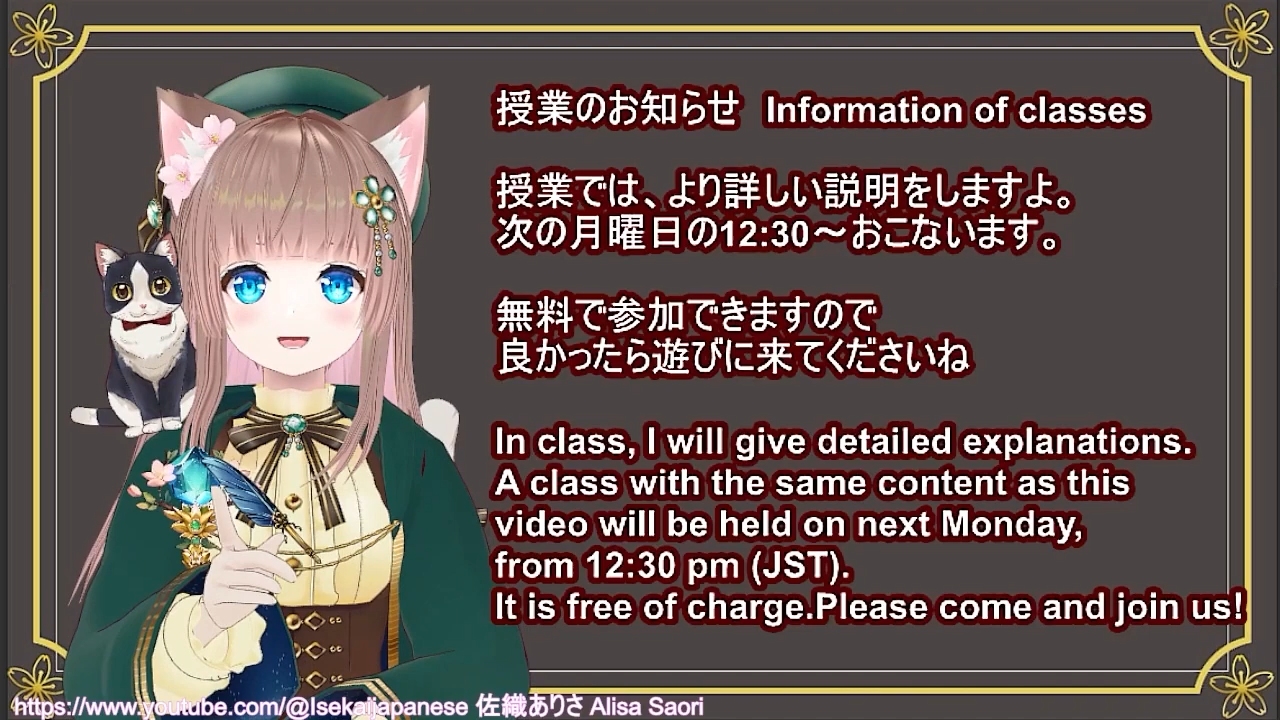 授業のお知らせ Information of classes
授業では、より詳しい説明をしますよ。
次の月曜日の12:30～おこないます。
無料で参加できますので
良かったら遊びに来てくださいね
In class, I will give detailed explanations.
A class with the same content as this
video will be held on next Monday,
from 12:30 pm (JST).
It is free of charge.Please come and join us!
https://www.youtube.com/@Isekaijapanese 佐織ありさ Alisa Saori